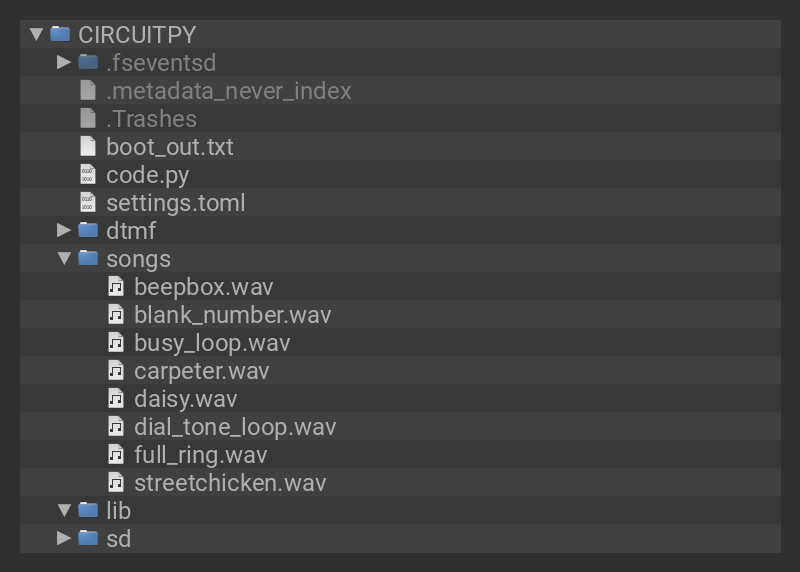 CIRCUITPY
.fseventsd
.metadata_never_index
.Trashes
boot_out.txt
code.py
settings.toml
dtmf
songs
beepbox.wav
blank_number.wav
busy_loop.wav
carpeter.wav
daisy.wav
dial_tone_loop.wav
full_ring.wav
streetchicken.wav
lib
sd